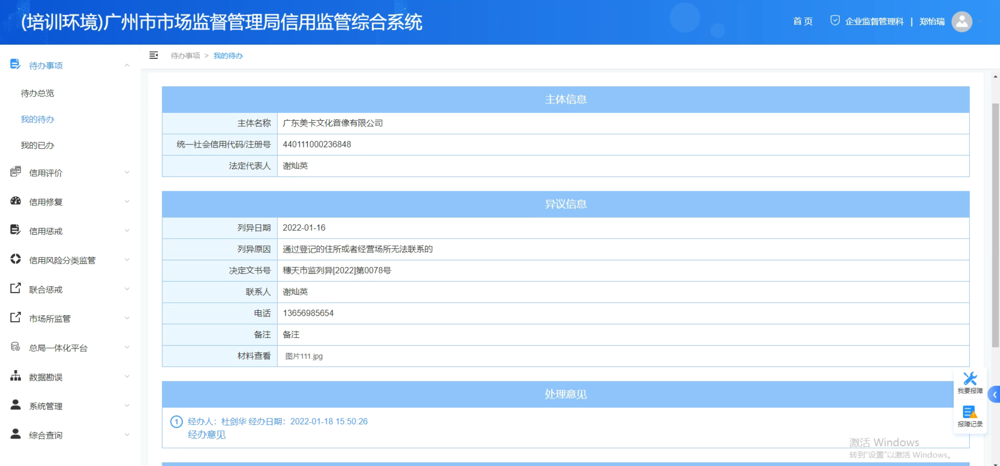 (培训环境)广州市市场监督管理局信用监管综合系统
首页 企业监督管理科 | 郑怡瑞
待办事项 > 我的待办
待办事项
待办总览
我的待办
我的已办
信用评价
信用修复
信用惩戒
信用风险分类监管
联合惩戒
市场所监管
总局一体化平台
数据勘误
系统管理
综合查询
主体信息
主体名称 广东美卡文化音像有限公司
统一社会信用代码/注册号 440111000236848
法定代表人 谢灿英
异议信息
列异日期 2022-01-16
列异原因 通过登记的住所或者经营场所无法联系的
决定文书号 穗天市监列异[2022]第0078号
联系人 谢灿英
电话 13656985654
备注 备注
材料查看 图片111.jpg
处理意见
1 经办人：杜剑华 经办日期：2022-01-18 15:50:26
经办意见
我要报障
报障记录
激活 Windows
转到“设置”以激活 Windows。